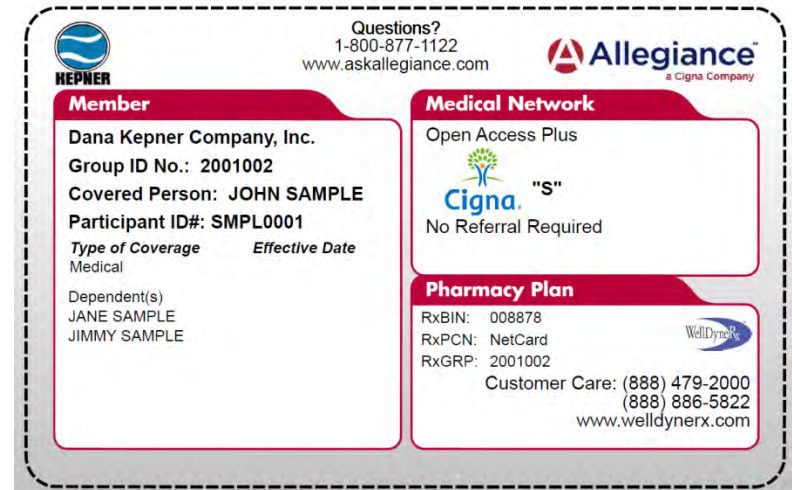 Questions?
1-800-877-1122
www.askallegiance.com
KEPNER
Allegiance
a Cigna Company
Member
Dana Kepner Company, Inc.
Group ID No.: 2001002
Covered Person: JOHN SAMPLE
Participant ID#: SMPL0001
Type of Coverage Effective Date
Medical
Dependent(s)
JANE SAMPLE
JIMMY SAMPLE
Medical Network
Open Access Plus
Cigna. "S"
No Referral Required
Pharmacy Plan
RxBIN: 008878
RxPCN: NetCard
RxGRP: 2001002
WellDyneRx
Customer Care: (888) 479-2000
(888) 886-5822
www.welldynerx.com